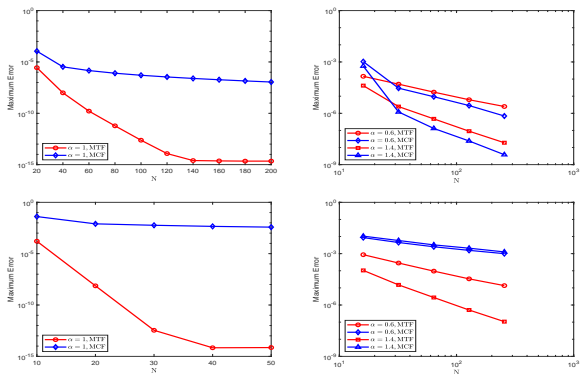 10^0
10^-5
10^-10
10^-15
Maximum Error
20 40 60 80 100 120 140 160 180 200
N
α = 1, MTF
α = 1, MCF
10^0
10^-3
10^-6
10^-9
Maximum Error
10^1 10^2 10^3
N
α = 0.6, MTF
α = 0.6, MCF
α = 1.4, MTF
α = 1.4, MCF
10^0
10^-5
10^-10
10^-15
Maximum Error
10 20 30 40 50
N
α = 1, MTF
α = 1, MCF
10^0
10^-3
10^-6
10^-9
Maximum Error
10^1 10^2 10^3
N
α = 0.6, MTF
α = 0.6, MCF
α = 1.4, MTF
α = 1.4, MCF